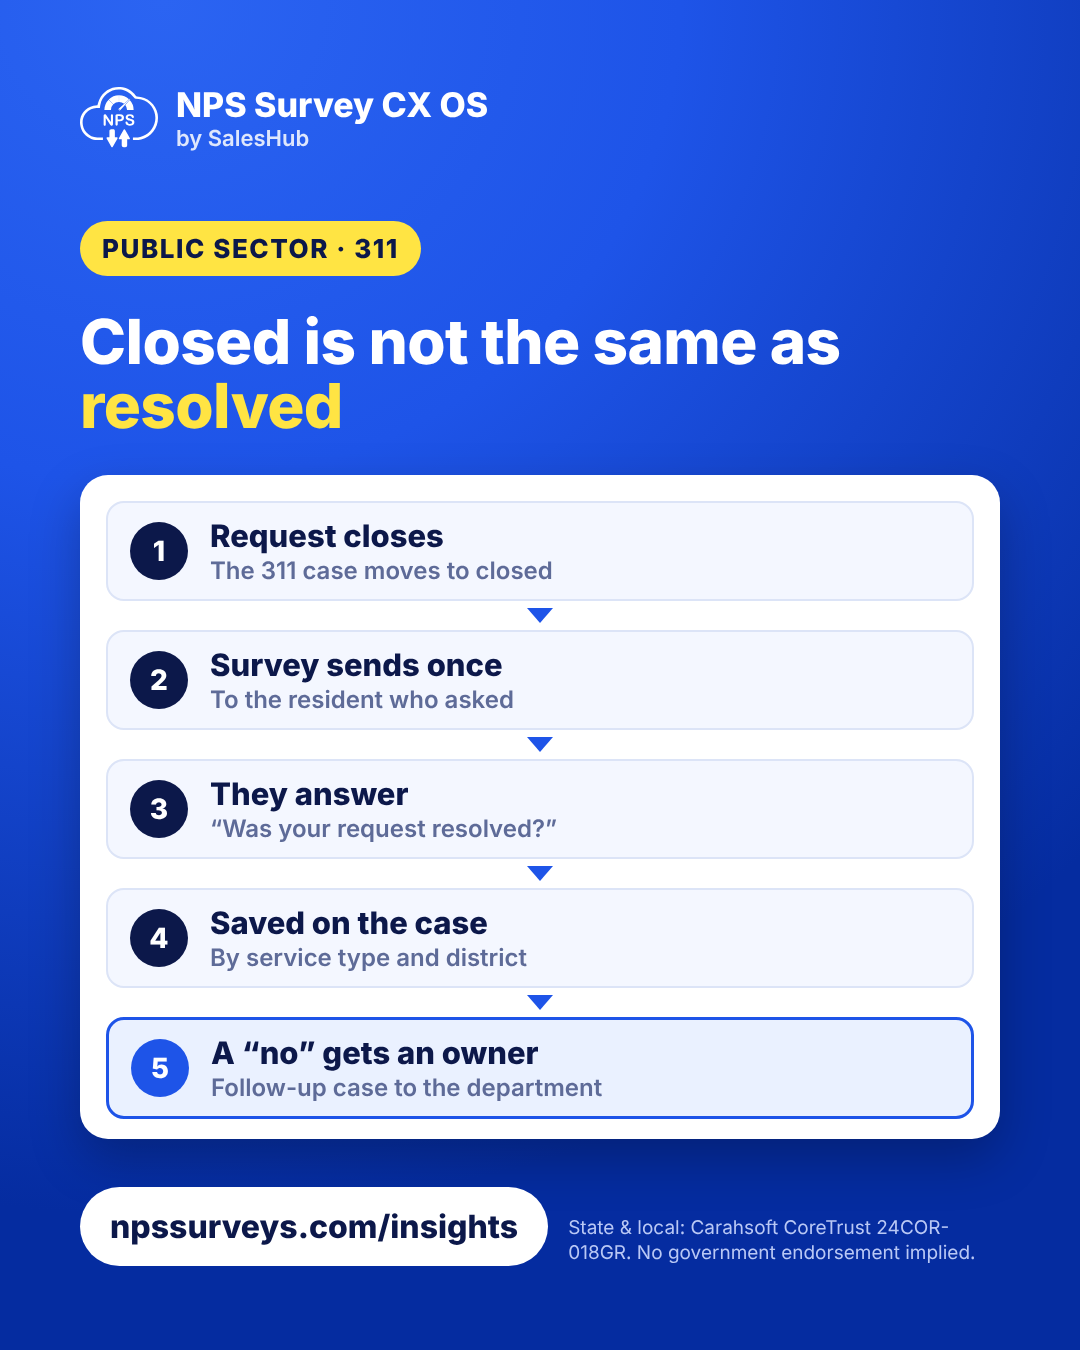 NPS
NPS Survey CX OS
by SalesHub
PUBLIC SECTOR · 311
Closed is not the same as
resolved
1
Request closes
The 311 case moves to closed
2
Survey sends once
To the resident who asked
3
They answer
“Was your request resolved?”
4
Saved on the case
By service type and district
5
A “no” gets an owner
Follow-up case to the department
npssurveys.com/insights
State & local: Carahsoft CoreTrust 24COR-
018GR. No government endorsement implied.